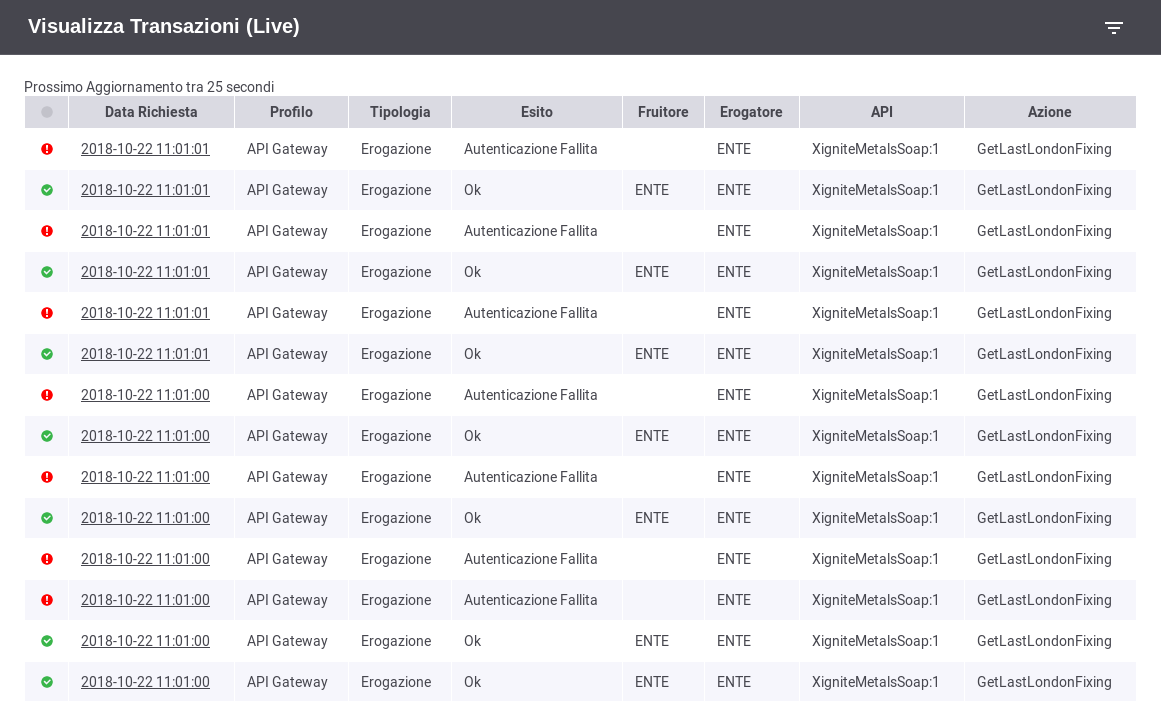 Visualizza Transazioni (Live)
Prossimo Aggiornamento tra 25 secondi
Data Richiesta Profilo Tipologia Esito Fruitore Erogatore API Azione
2018-10-22 11:01:01 API Gateway Erogazione Autenticazione Fallita ENTE XigniteMetalsSoap:1 GetLastLondonFixing
2018-10-22 11:01:01 API Gateway Erogazione Ok ENTE ENTE XigniteMetalsSoap:1 GetLastLondonFixing
2018-10-22 11:01:01 API Gateway Erogazione Autenticazione Fallita ENTE XigniteMetalsSoap:1 GetLastLondonFixing
2018-10-22 11:01:01 API Gateway Erogazione Ok ENTE ENTE XigniteMetalsSoap:1 GetLastLondonFixing
2018-10-22 11:01:01 API Gateway Erogazione Autenticazione Fallita ENTE XigniteMetalsSoap:1 GetLastLondonFixing
2018-10-22 11:01:01 API Gateway Erogazione Ok ENTE ENTE XigniteMetalsSoap:1 GetLastLondonFixing
2018-10-22 11:01:00 API Gateway Erogazione Autenticazione Fallita ENTE XigniteMetalsSoap:1 GetLastLondonFixing
2018-10-22 11:01:00 API Gateway Erogazione Ok ENTE ENTE XigniteMetalsSoap:1 GetLastLondonFixing
2018-10-22 11:01:00 API Gateway Erogazione Autenticazione Fallita ENTE XigniteMetalsSoap:1 GetLastLondonFixing
2018-10-22 11:01:00 API Gateway Erogazione Ok ENTE ENTE XigniteMetalsSoap:1 GetLastLondonFixing
2018-10-22 11:01:00 API Gateway Erogazione Autenticazione Fallita ENTE XigniteMetalsSoap:1 GetLastLondonFixing
2018-10-22 11:01:00 API Gateway Erogazione Autenticazione Fallita ENTE XigniteMetalsSoap:1 GetLastLondonFixing
2018-10-22 11:01:00 API Gateway Erogazione Ok ENTE ENTE XigniteMetalsSoap:1 GetLastLondonFixing
2018-10-22 11:01:00 API Gateway Erogazione Ok ENTE ENTE XigniteMetalsSoap:1 GetLastLondonFixing